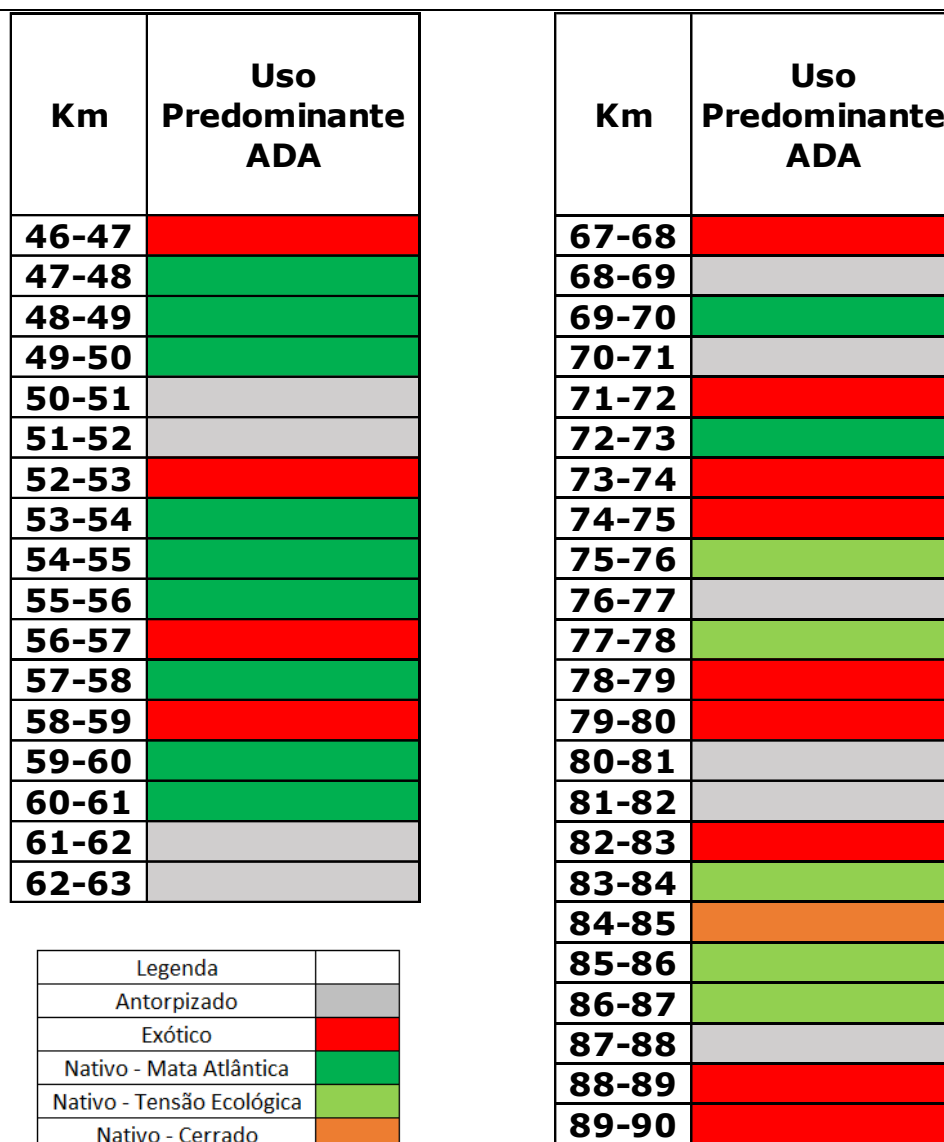 Km
Uso
Predominante
ADA
46-47
47-48
48-49
49-50
50-51
51-52
52-53
53-54
54-55
55-56
56-57
57-58
58-59
59-60
60-61
61-62
62-63
Legenda
Antorpizado
Exótico
Nativo - Mata Atlântica
Nativo - Tensão Ecológica
Nativo - Cerrado
Km
Uso
Predominante
ADA
67-68
68-69
69-70
70-71
71-72
72-73
73-74
74-75
75-76
76-77
77-78
78-79
79-80
80-81
81-82
82-83
83-84
84-85
85-86
86-87
87-88
88-89
89-90